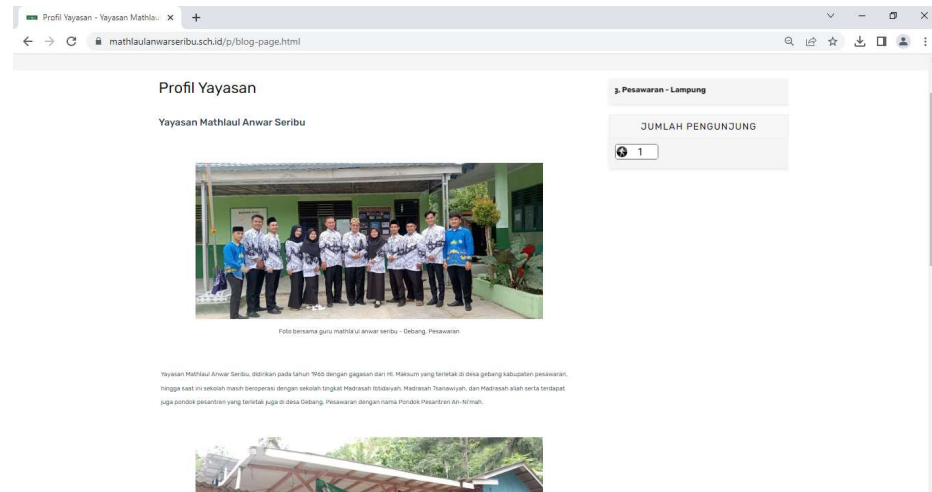 Profil Yayasan - Yayasan Mathlau
mathlaulanwarseribu.sch.id/p/blog-page.html
Profil Yayasan
Yayasan Mathlaul Anwar Seribu
Foto bersama guru mathla'ul anwar seribu - Gebang, Pesawaran
Yayasan Mathlaul Anwar Seribu, didirikan pada tahun 1965 dengan gagasan dari HI. Maksum yang terletak di desa gebang kabupaten pesawaran,
hingga saat ini sekolah masih beroperasi dengan sekolah tingkat Madrasah Ibtidaiyah, Madrasah Tsanawiyah, dan Madrasah aliah serta terdapat
juga pondok pesantren yang terletak juga di desa Gebang, Pesawaran dengan nama Pondok Pesantren An-Ni'mah.
g, Pesawaran - Lampung
JUMLAH PENGUNJUNG
1